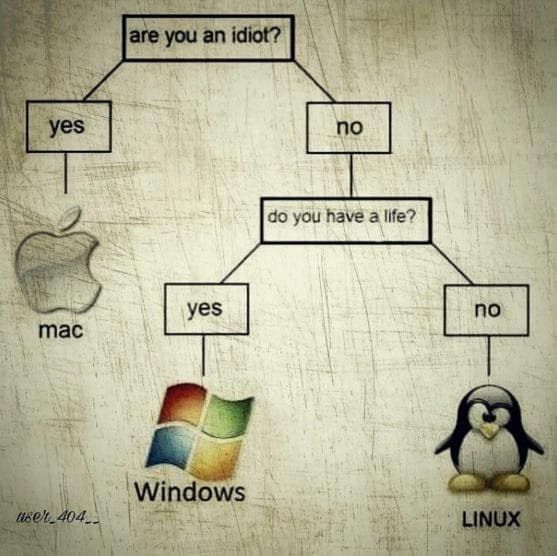 are you an idiot?
yes
no
do you have a life?
mac
yes
no
Windows
user_404__
LINUX